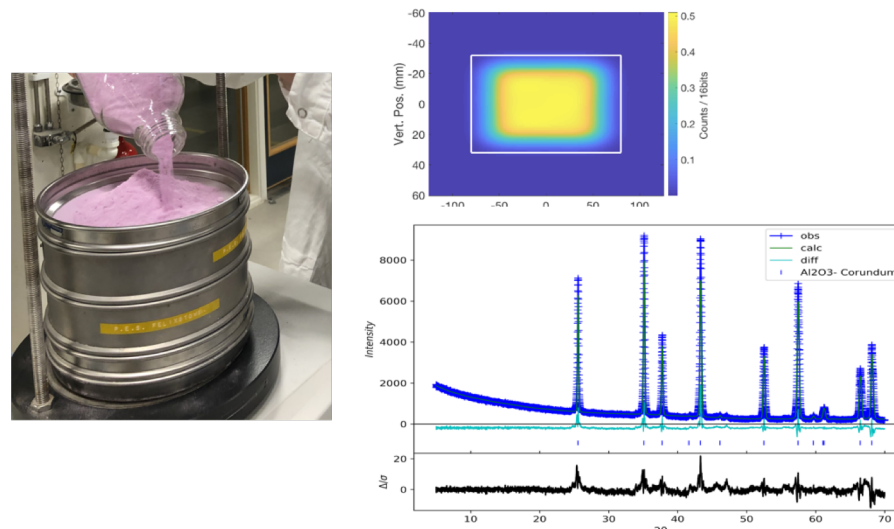 -60
-40
-20
0
20
40
60
Vert. Pos. (mm)
-100 -50 0 50 100
0.5
0.4
0.3
0.2
0.1
Counts / 16bits
obs
calc
diff
Al2O3- Corundum
8000
6000
4000
2000
0
Intensity
20
0
Δ/σ
10 20 30 40 50 60 70